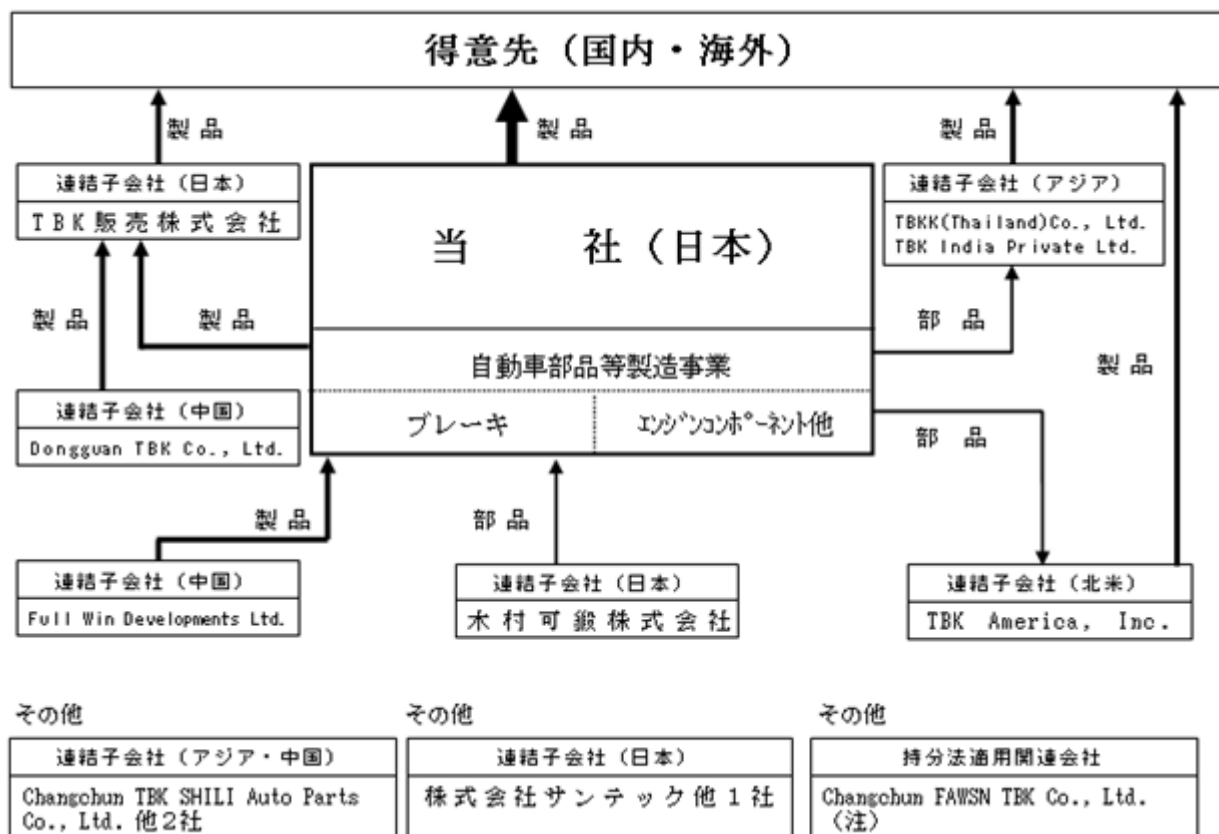 得意先（国内・海外）
製品
製品
製品
連結子会社（日本）
TBK販売株式会社
当　社（日本）
連結子会社（アジア）
TBKK(Thailand)Co., Ltd.
TBK India Private Ltd.
製品
製品
部品
製品
自動車部品等製造事業
ブレーキ
ｴﾝｼﾞﾝｺﾝﾎﾟｰﾈﾝﾄ他
連結子会社（中国）
Dongguan TBK Co., Ltd.
部品
製品
部品
連結子会社（中国）
Full Win Developments Ltd.
連結子会社（日本）
木村可鍛株式会社
連結子会社（北米）
TBK America, Inc.
その他
連結子会社（アジア・中国）
Changchun TBK SHILI Auto Parts
Co., Ltd. 他2社
その他
連結子会社（日本）
株式会社サンテック他1社
その他
持分法適用関連会社
Changchun FAWSN TBK Co., Ltd.
（注）